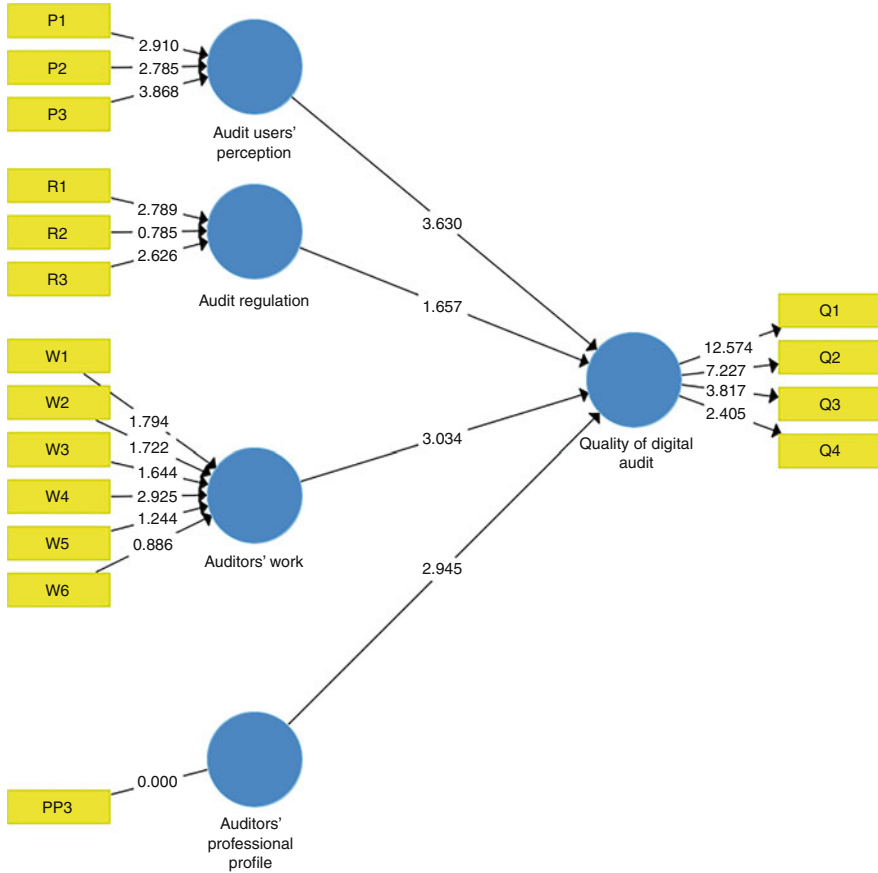 P1
2.910
P2
2.785
P3
3.868
Audit users'
perception
R1
2.789
R2
0.785
R3
2.626
Audit regulation
W1
1.794
W2
1.722
W3
1.644
W4
2.925
W5
1.244
W6
0.886
Auditors' work
PP3
0.000
Auditors'
professional
profile
3.630
1.657
3.034
2.945
Quality of digital
audit
12.574
Q1
7.227
Q2
3.817
Q3
2.405
Q4